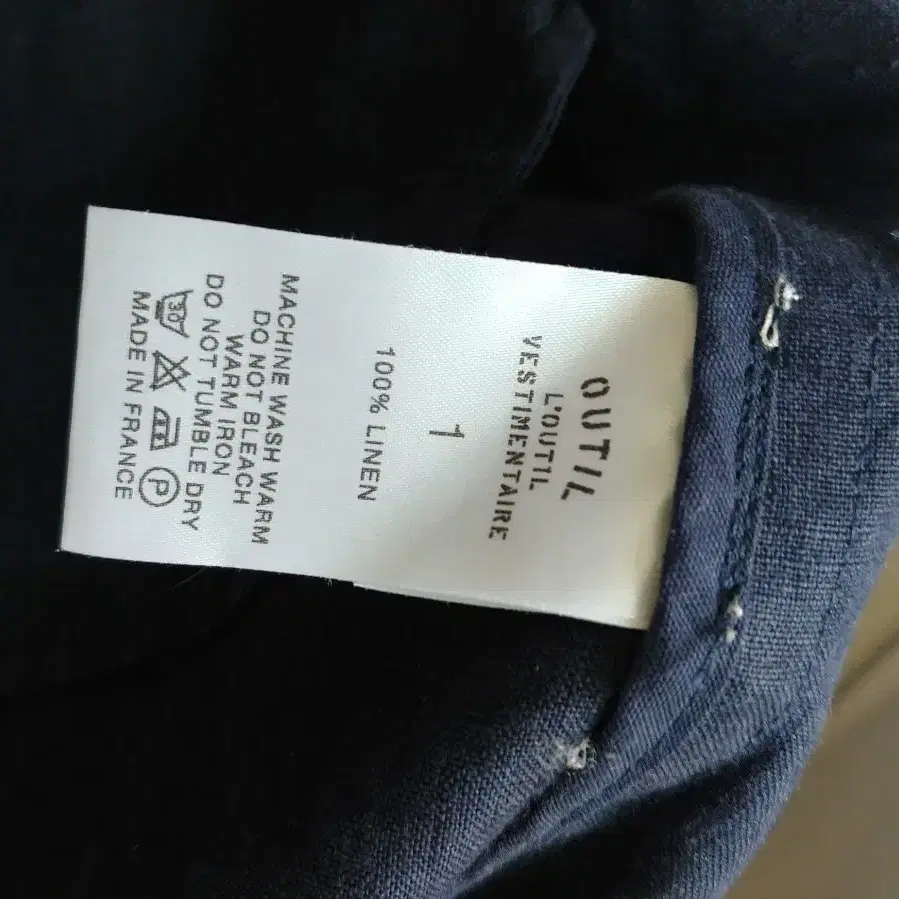 OUTIL
L'OUTIL
VESTIMENTAIRE
1
100% LINEN
MACHINE WASH WARM
DO NOT BLEACH
WARM IRON
DO NOT TUMBLE DRY
30 P
MADE IN FRANCE